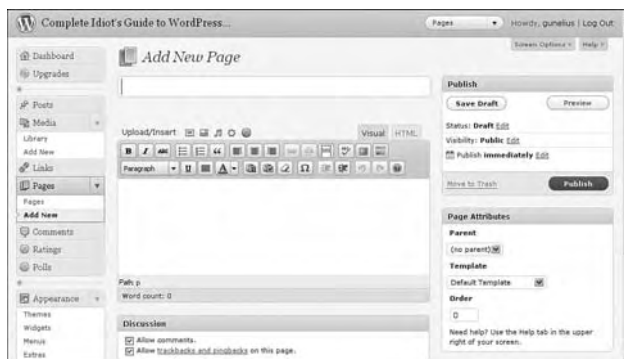 Complete Idiot's Guide to WordPress...
Pages
Howdy, gunelius | Log Out
Screen Options
Help
Dashboard
Upgrades
Posts
Media
Library
Add New
Links
Pages
Pages
Add New
Comments
Ratings
Polls
Appearance
Themes
Widgets
Menus
Extras
Add New Page
Upload/Insert
Visual HTML
B I ABC
Paragraph U A Ω
Path: p
Word count: 0
Discussion
Allow comments.
Allow trackbacks and pingbacks on this page.
Publish
Save Draft Preview
Status: Draft Edit
Visibility: Public Edit
Publish immediately Edit
Move to Trash Publish
Page Attributes
Parent
(no parent)
Template
Default Template
Order
0
Need help? Use the Help tab in the upper
right of your screen.